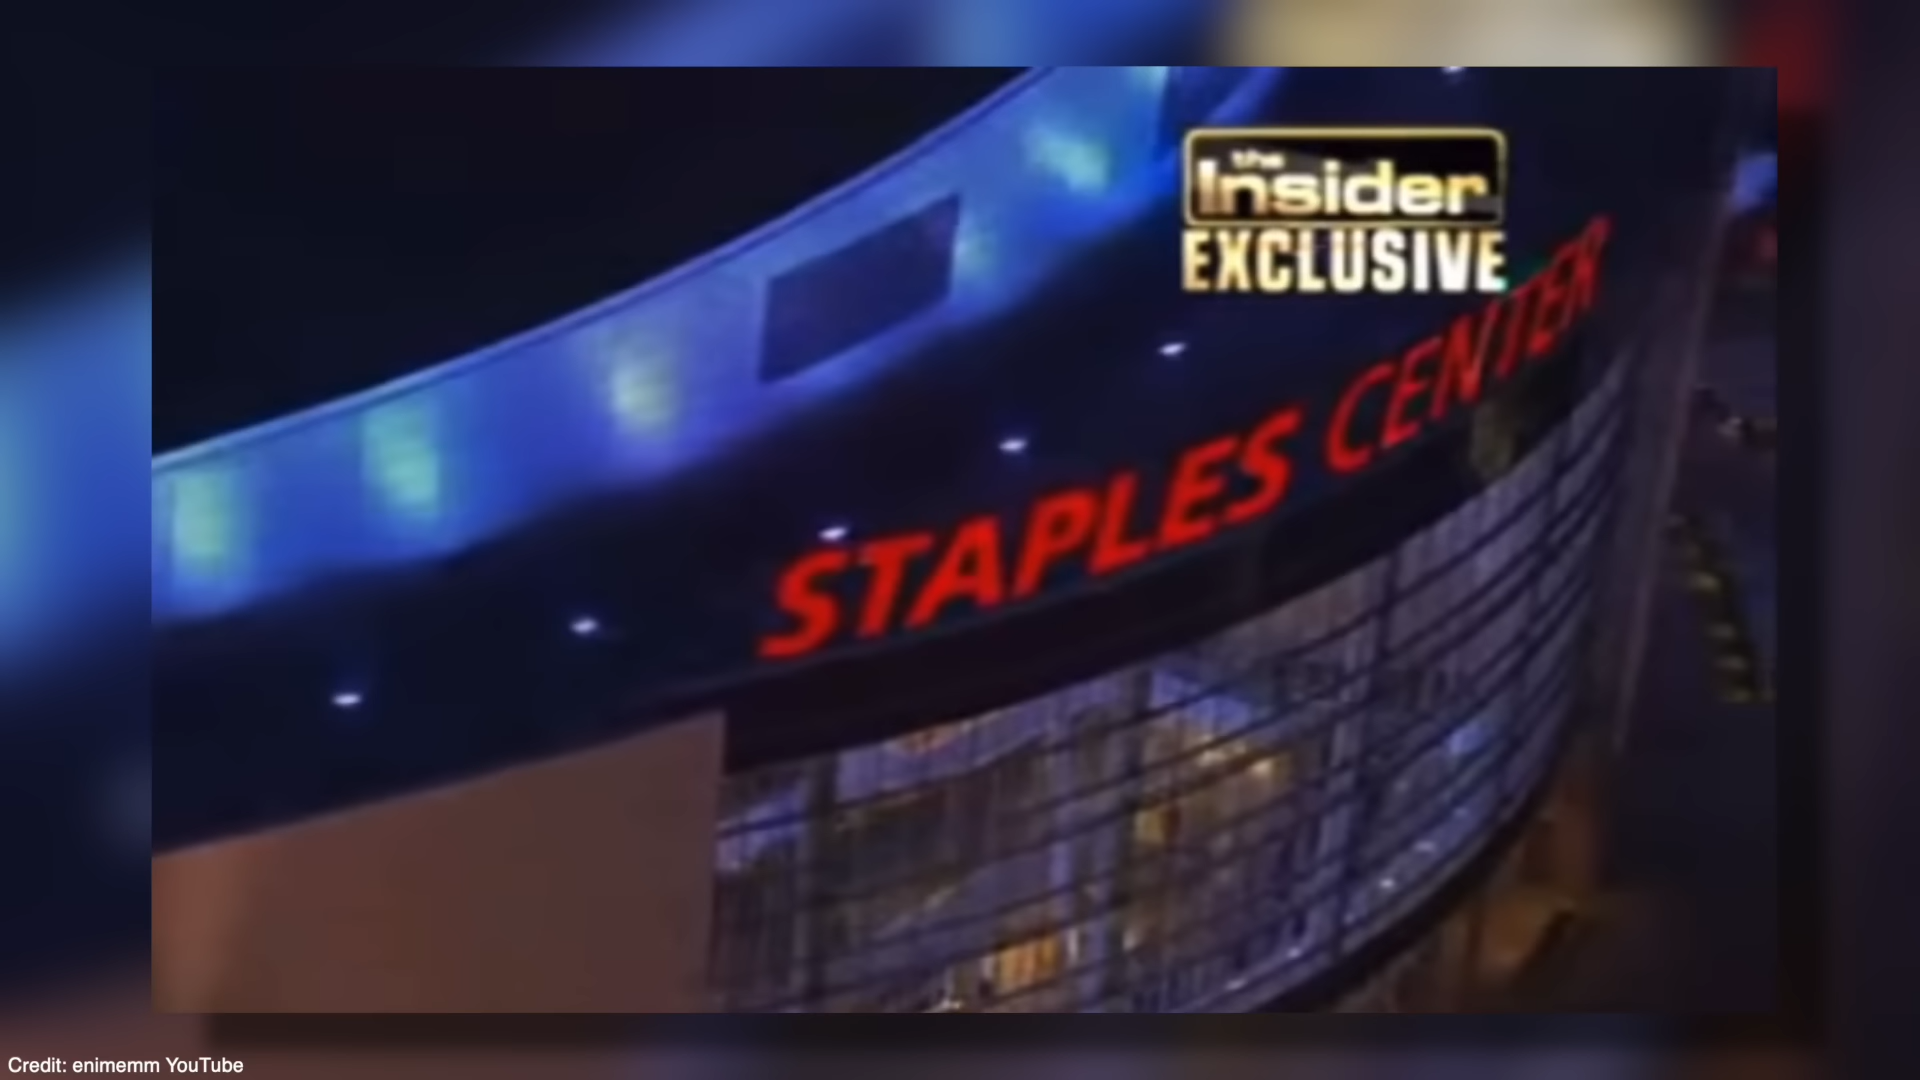 the
Insider
EXCLUSIVE
STAPLES CENTER
Credit: enimemm YouTube